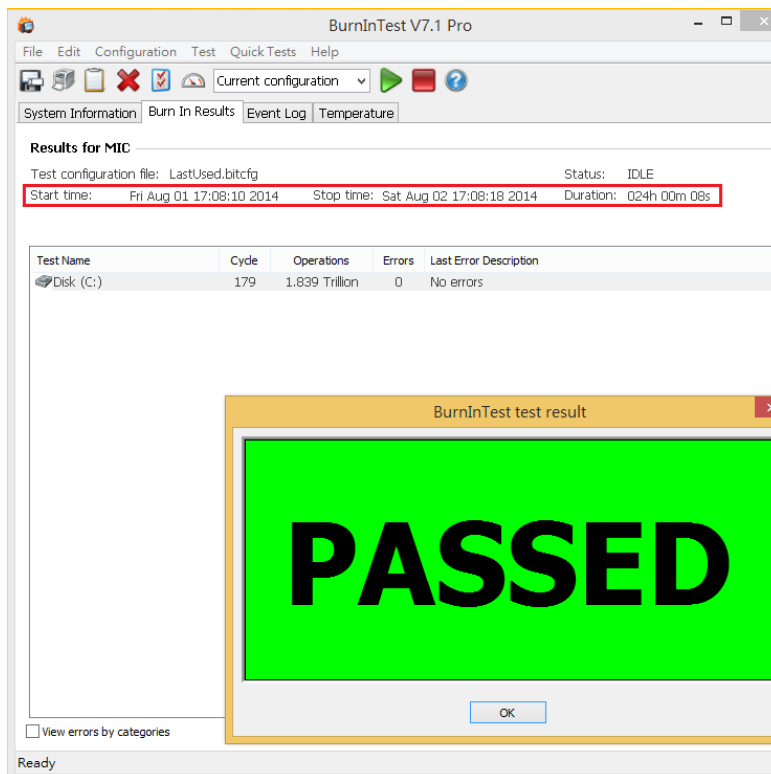 BurnInTest V7.1 Pro
File Edit Configuration Test Quick Tests Help
Current configuration
System Information Burn In Results Event Log Temperature
Results for MIC
Test configuration file: LastUsed.bitcfg Status: IDLE
Start time: Fri Aug 01 17:08:10 2014 Stop time: Sat Aug 02 17:08:18 2014 Duration: 024h 00m 08s
Test Name Cycle Operations Errors Last Error Description
Disk (C:) 179 1.839 Trillion 0 No errors
BurnInTest test result
PASSED
OK
View errors by categories
Ready